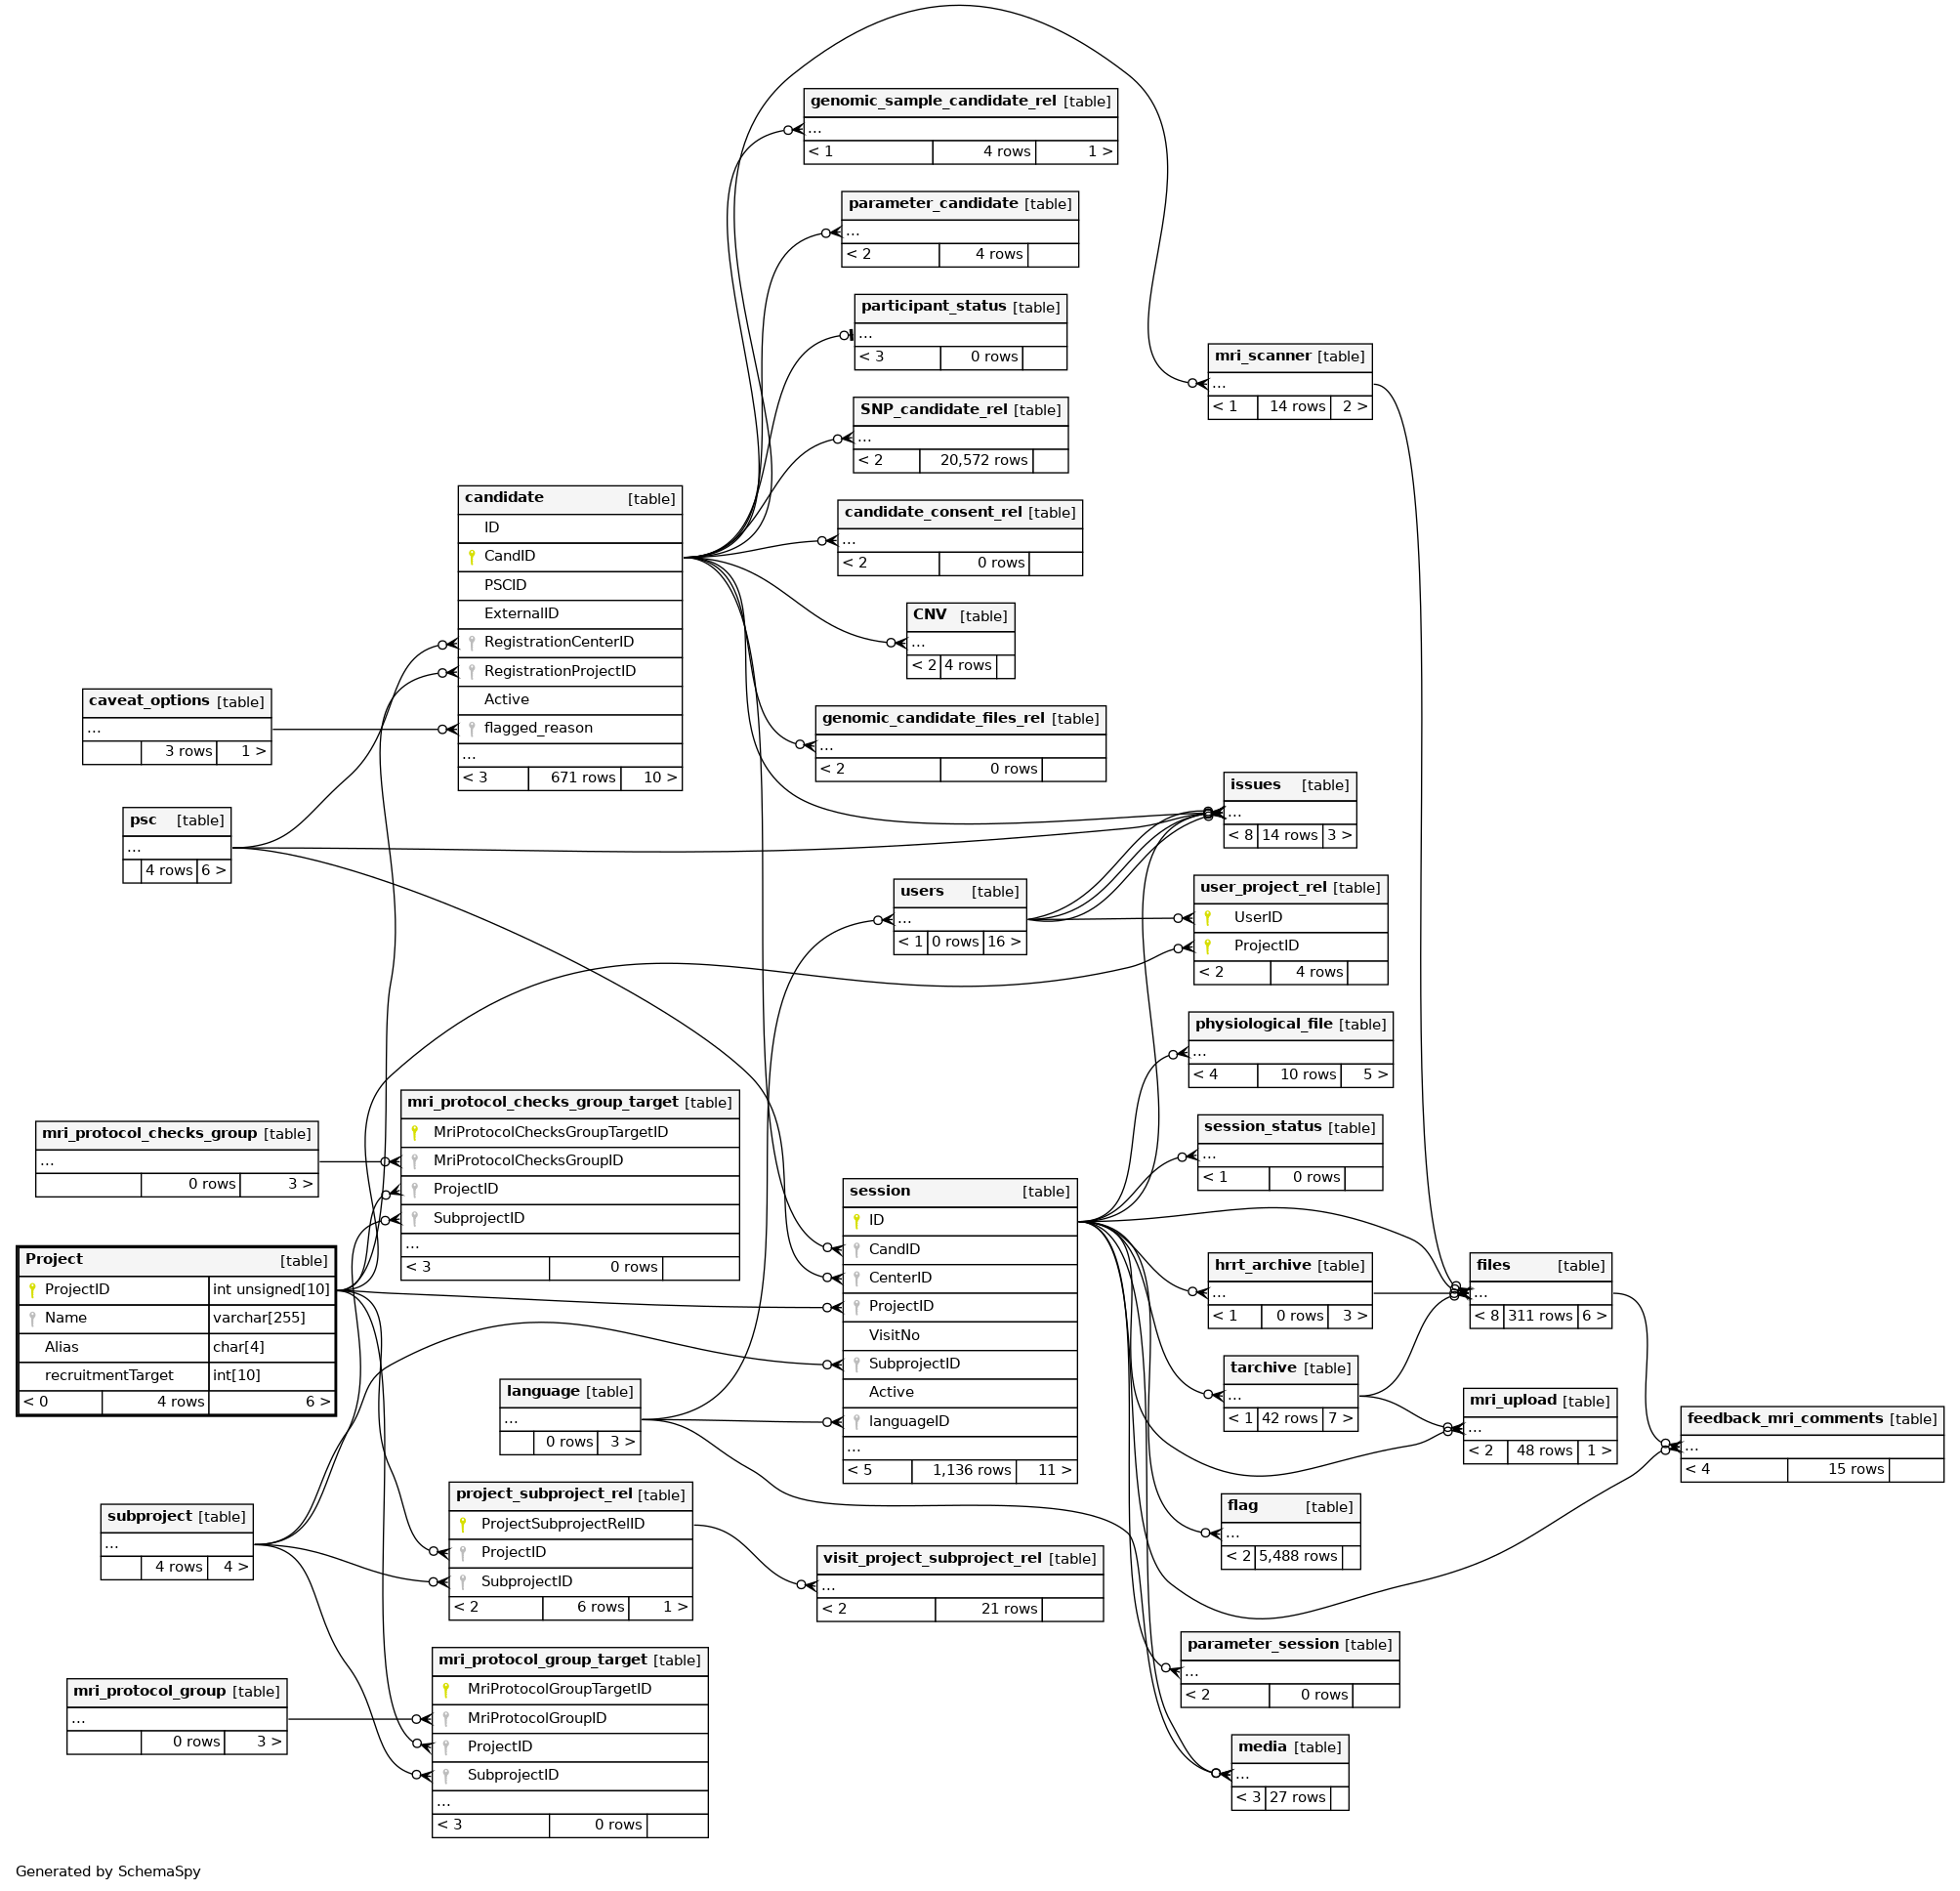 genomic_sample_candidate_rel [table]
...
< 1 4 rows 1 >
parameter_candidate [table]
...
< 2 4 rows
participant_status [table]
...
< 3 0 rows
mri_scanner [table]
...
< 1 14 rows 2 >
SNP_candidate_rel [table]
...
< 2 20,572 rows
candidate [table]
ID
CandID
PSCID
ExternalID
RegistrationCenterID
RegistrationProjectID
Active
flagged_reason
...
< 3 671 rows 10 >
candidate_consent_rel [table]
...
< 2 0 rows
CNV [table]
...
< 2 4 rows
caveat_options [table]
...
3 rows 1 >
genomic_candidate_files_rel [table]
...
< 2 0 rows
issues [table]
...
< 8 14 rows 3 >
psc [table]
...
4 rows 6 >
users [table]
...
< 1 0 rows 16 >
user_project_rel [table]
UserID
ProjectID
< 2 4 rows
physiological_file [table]
...
< 4 10 rows 5 >
mri_protocol_checks_group_target [table]
MriProtocolChecksGroupTargetID
MriProtocolChecksGroupID
ProjectID
SubprojectID
...
< 3 0 rows
mri_protocol_checks_group [table]
...
0 rows 3 >
session_status [table]
...
< 1 0 rows
session [table]
ID
CandID
CenterID
ProjectID
VisitNo
SubprojectID
Active
languageID
...
< 5 1,136 rows 11 >
Project [table]
ProjectID int unsigned[10]
Name varchar[255]
Alias char[4]
recruitmentTarget int[10]
< 0 4 rows 6 >
hrrt_archive [table]
...
< 1 0 rows 3 >
files [table]
...
< 8 311 rows 6 >
tarchive [table]
...
< 1 42 rows 7 >
language [table]
...
0 rows 3 >
mri_upload [table]
...
< 2 48 rows 1 >
feedback_mri_comments [table]
...
< 4 15 rows
project_subproject_rel [table]
ProjectSubprojectRelID
ProjectID
SubprojectID
< 2 6 rows 1 >
flag [table]
...
< 2 5,488 rows
subproject [table]
...
4 rows 4 >
visit_project_subproject_rel [table]
...
< 2 21 rows
parameter_session [table]
...
< 2 0 rows
mri_protocol_group_target [table]
MriProtocolGroupTargetID
MriProtocolGroupID
ProjectID
SubprojectID
...
< 3 0 rows
mri_protocol_group [table]
...
0 rows 3 >
media [table]
...
< 3 27 rows
Generated by SchemaSpy